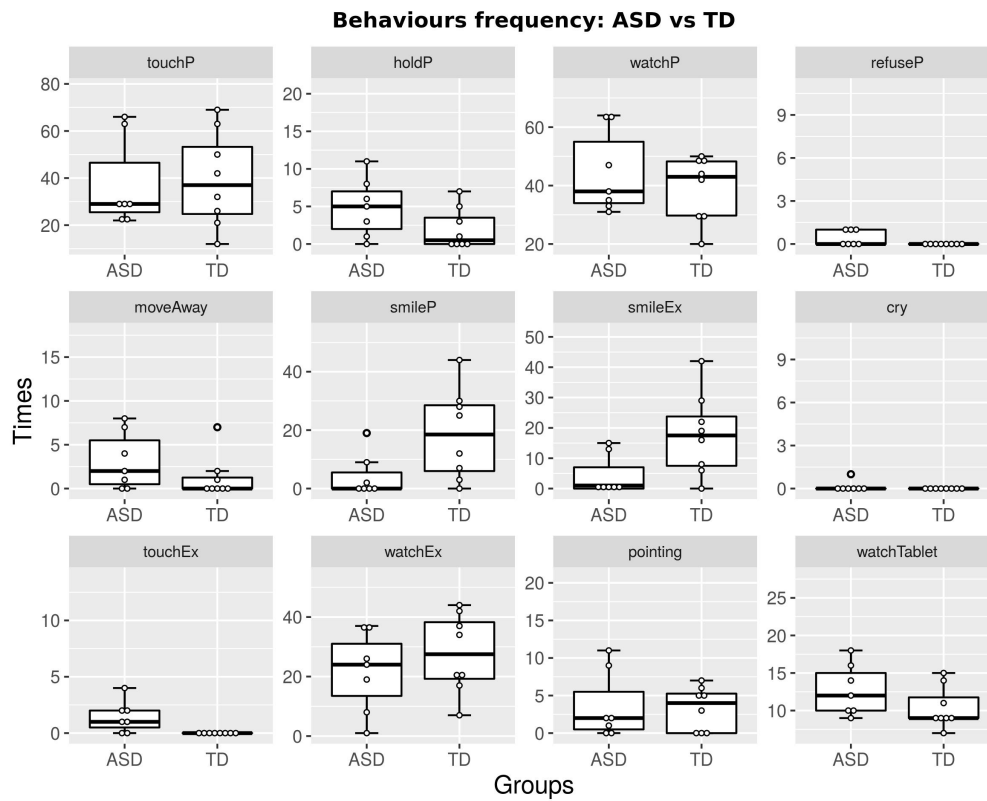 Behaviours frequency: ASD vs TD
touchP
holdP
watchP
refuseP
80
60
40
20
20
15
10
5
0
60
40
20
9
6
3
0
ASD TD
ASD TD
ASD TD
ASD TD
moveAway
smileP
smileEx
cry
Times
15
10
5
0
40
20
0
50
40
30
20
10
0
9
6
3
0
ASD TD
ASD TD
ASD TD
ASD TD
touchEx
watchEx
pointing
watchTablet
10
5
0
40
20
0
20
15
10
5
0
25
20
15
10
ASD TD
ASD TD
ASD TD
ASD TD
Groups